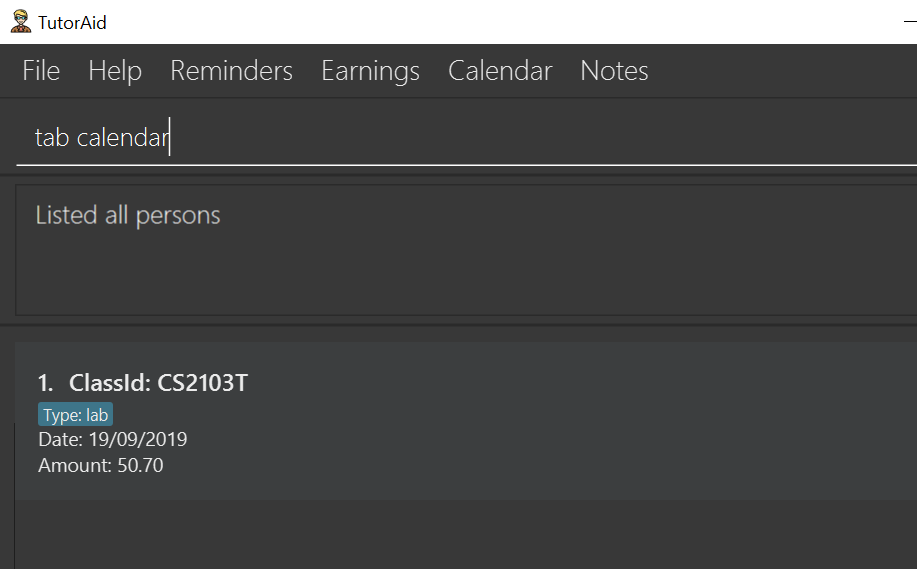 TutorAid
File Help Reminders Earnings Calendar Notes
tab calendar
Listed all persons
1. ClassId: CS2103T
Type: lab
Date: 19/09/2019
Amount: 50.70